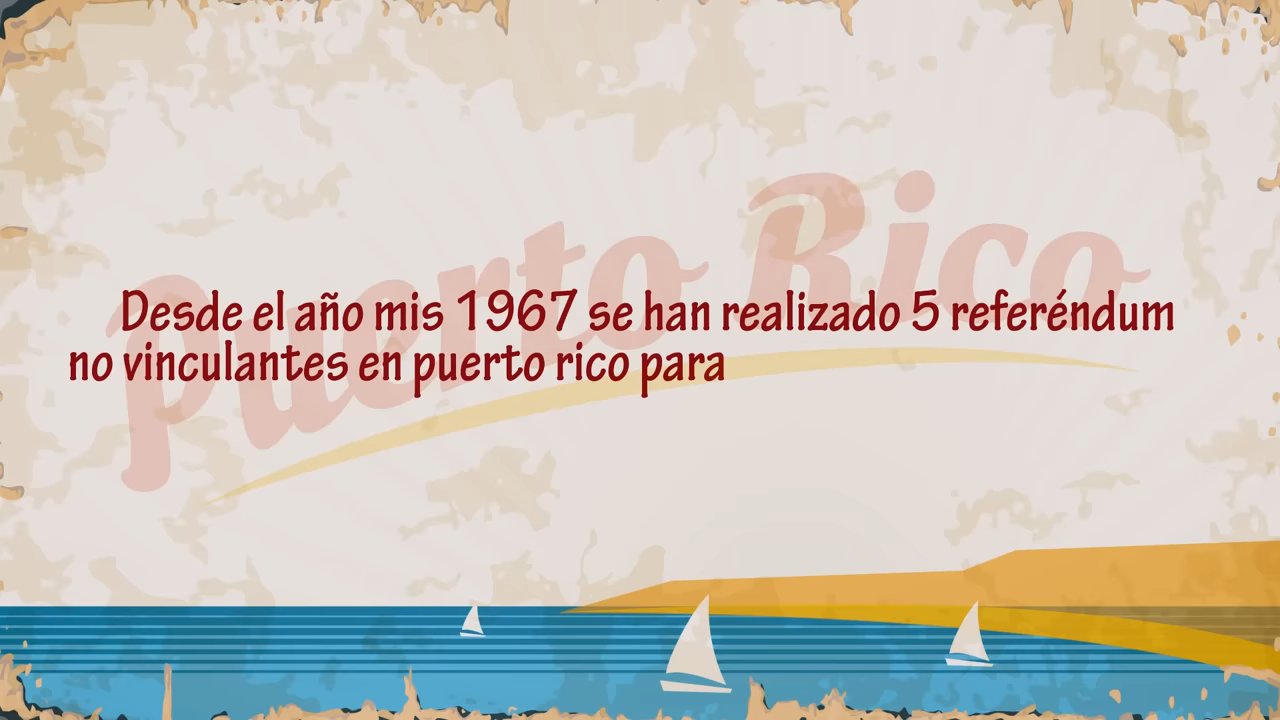 Puerto Rico
Desde el año mis 1967 se han realizado 5 referéndum
no vinculantes en puerto rico para